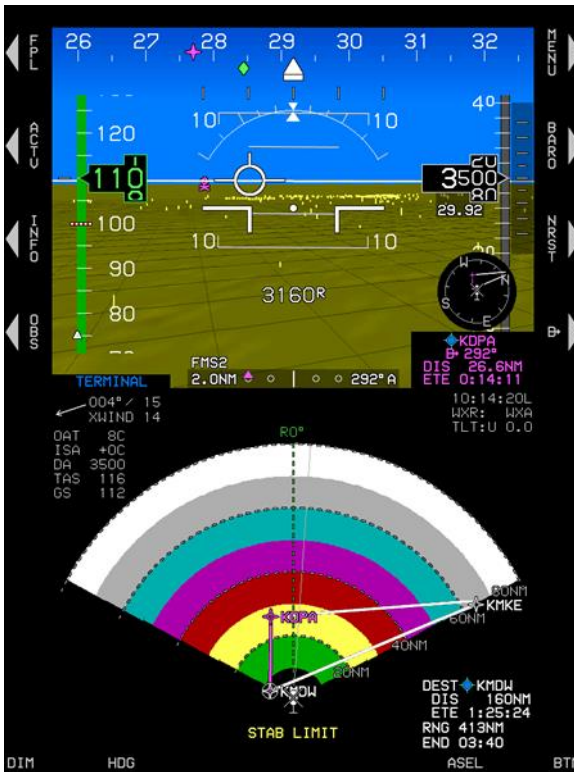 FPL
26 27 28 29 30 31 32
MENU
40
ACTV
120
10 10
BARO
110
3500
20
80
29.92
INFO
100
NRST
10 10
90
3160R
W N S E
OBS
80
KDPA
292°
DIS 26.6NM
ETE 0:14:11
FMS2
2.0NM 292°A
TERMINAL
004°/ 15
XWIND 14
10:14:20L
WXR: WXA
TLT:U 0.0
OAT 8C
ISA +0C
DA 3500
TAS 116
GS 112
R0°
80NM
KMKE
60NM
KDPA
40NM
20NM
KMDW
DEST KMDW
DIS 160NM
ETE 1:25:24
RNG 413NM
END 03:40
STAB LIMIT
DIM HDG ASEL BTM